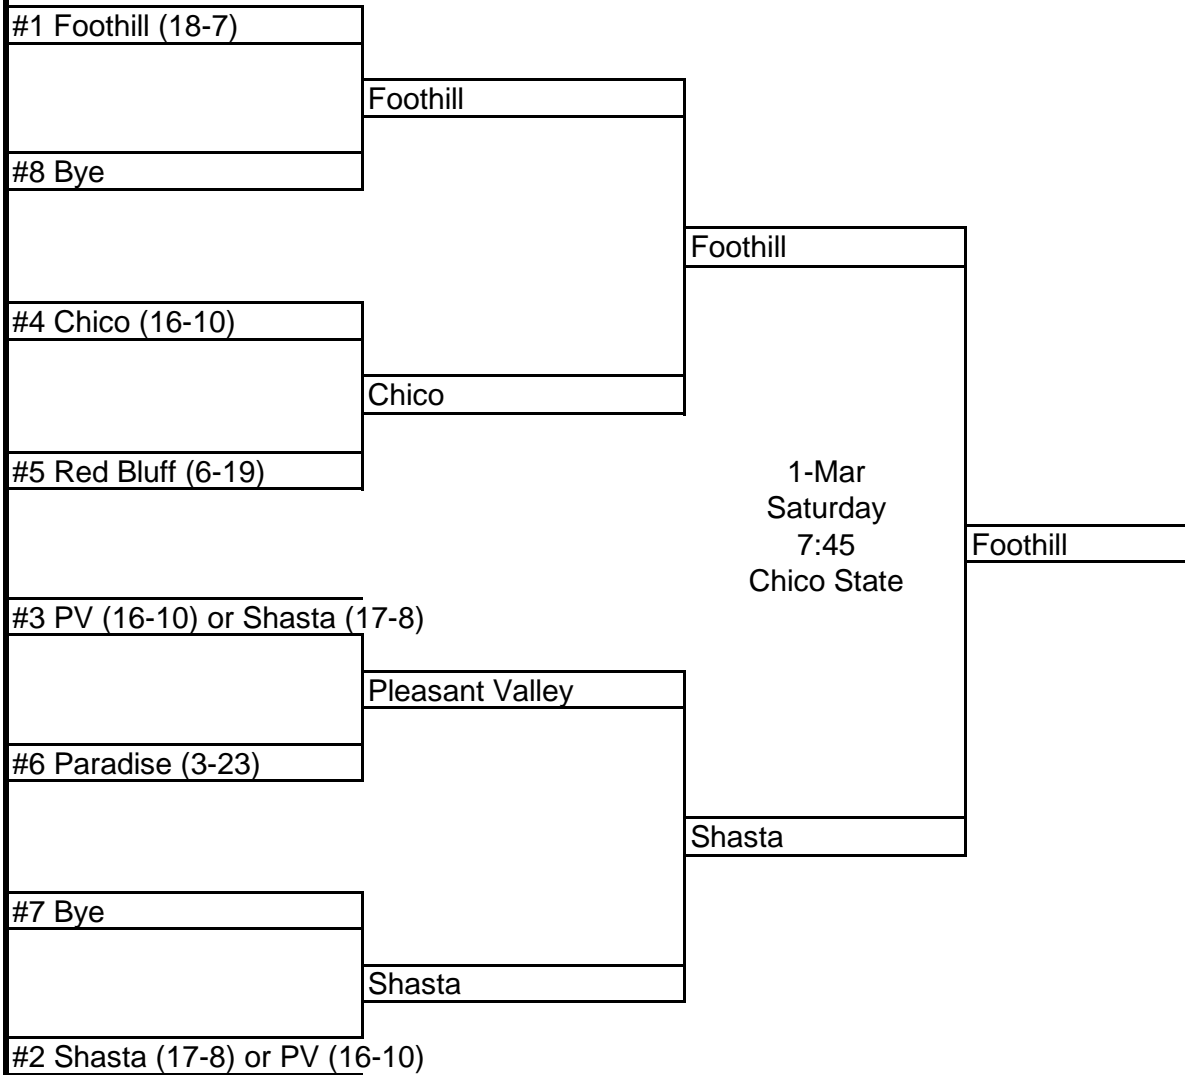 #1 Foothill (18-7)
Foothill
#8 Bye
Foothill
#4 Chico (16-10)
Chico
#5 Red Bluff (6-19)
1-Mar
Saturday
7:45
Chico State
Foothill
#3 PV (16-10) or Shasta (17-8)
Pleasant Valley
#6 Paradise (3-23)
Shasta
#7 Bye
Shasta
#2 Shasta (17-8) or PV (16-10)